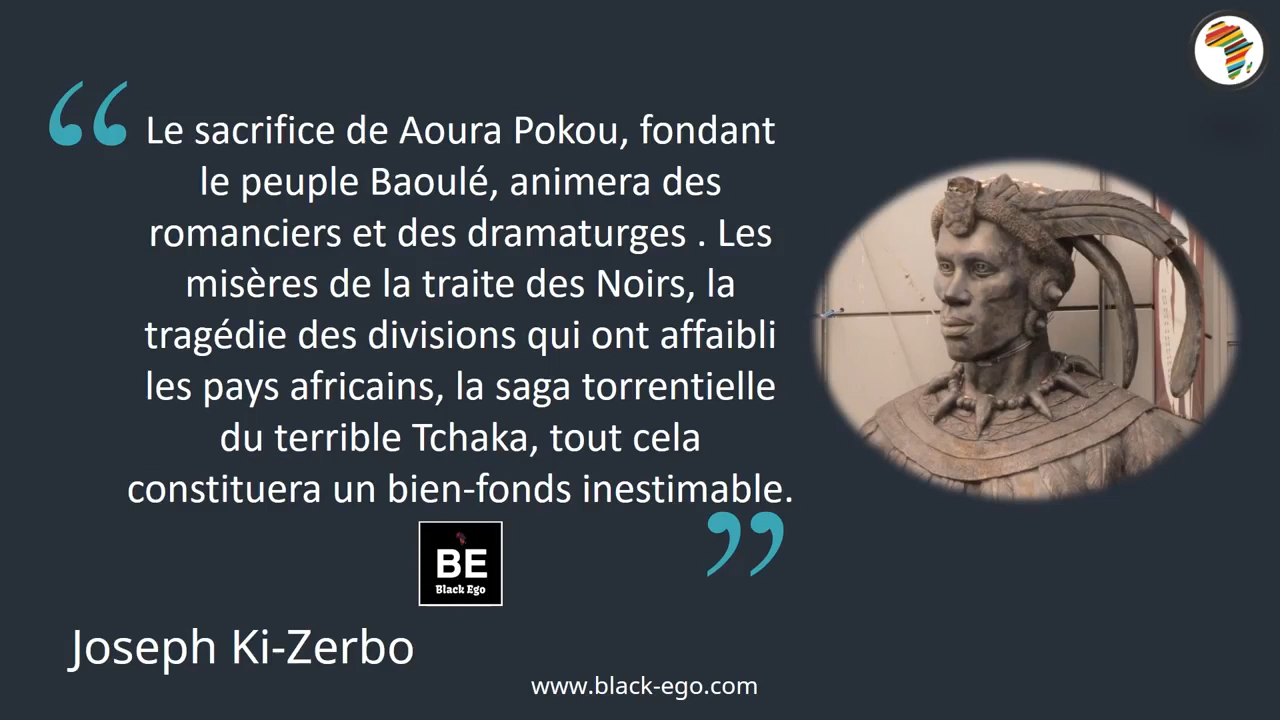 “ Le sacrifice de Aoura Pokou, fondant
le peuple Baoulé, animera des
romanciers et des dramaturges . Les
misères de la traite des Noirs, la
tragédie des divisions qui ont affaibli
les pays africains, la saga torrentielle
du terrible Tchaka, tout cela
constituera un bien-fonds inestimable.
”
BE
Black Ego
Joseph Ki-Zerbo
www.black-ego.com